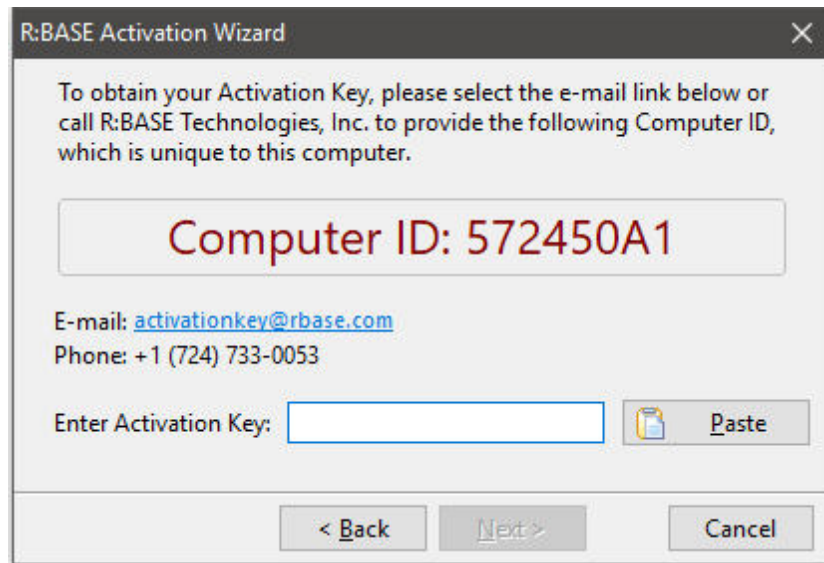 R:BASE Activation Wizard
To obtain your Activation Key, please select the e-mail link below or
call R:BASE Technologies, Inc. to provide the following Computer ID,
which is unique to this computer.
Computer ID: 572450A1
E-mail: activationkey@rbase.com
Phone: +1 (724) 733-0053
Enter Activation Key: Paste
< Back Next > Cancel